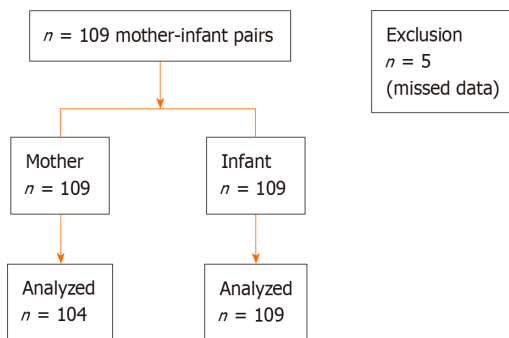 n = 109 mother-infant pairs
Exclusion
n = 5
(missed data)
Mother
n = 109
Infant
n = 109
Analyzed
n = 104
Analyzed
n = 109